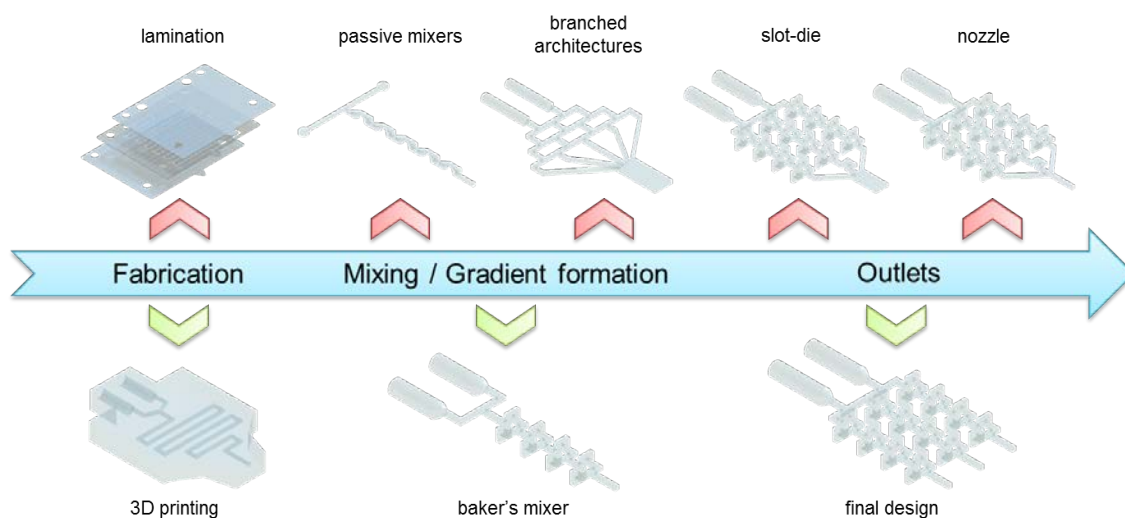 lamination
passive mixers
branched
architectures
slot-die
nozzle
Fabrication
Mixing / Gradient formation
Outlets
3D printing
baker's mixer
final design